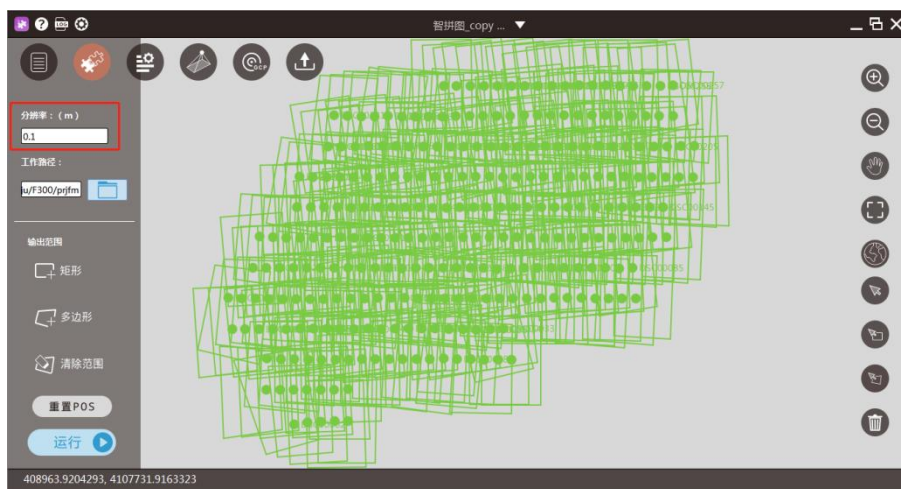 智拼图_copy ... ▼
GCP
分辨率：（m）
0.1
工作路径：
ju/F300/prjfm
输出范围
矩形
多边形
清除范围
重置POS
运行
408963.9204293, 4107731.9163323